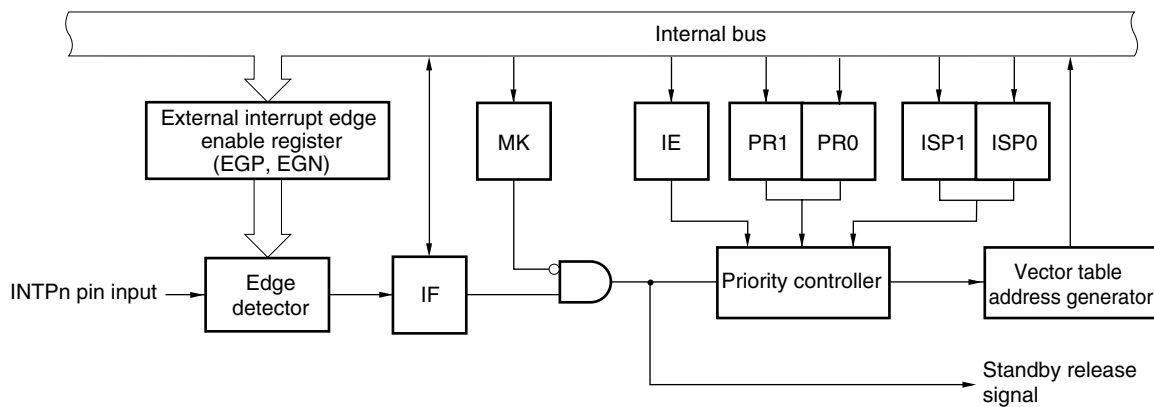 Internal bus
External interrupt edge
enable register
(EGP, EGN)
MK
IE
PR1
PR0
ISP1
ISP0
INTPn pin input
Edge
detector
IF
Priority controller
Vector table
address generator
Standby release
signal